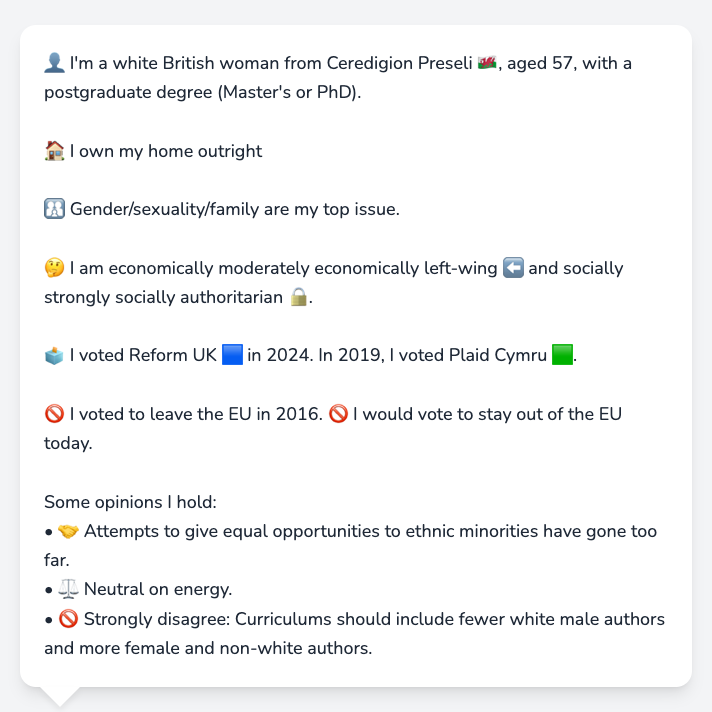 👤 I'm a white British woman from Ceredigion Preseli 🏴󠁧󠁢󠁷󠁬󠁳󠁿, aged 57, with a
postgraduate degree (Master's or PhD).
🏠 I own my home outright
🚻 Gender/sexuality/family are my top issue.
🤔 I am economically moderately economically left-wing ⬅️ and socially
strongly socially authoritarian 🔒.
🗳️ I voted Reform UK 🟦 in 2024. In 2019, I voted Plaid Cymru 🟩.
🚫 I voted to leave the EU in 2016. 🚫 I would vote to stay out of the EU
today.
Some opinions I hold:
• 🤝 Attempts to give equal opportunities to ethnic minorities have gone too
far.
• ⚖️ Neutral on energy.
• 🚫 Strongly disagree: Curriculums should include fewer white male authors
and more female and non-white authors.